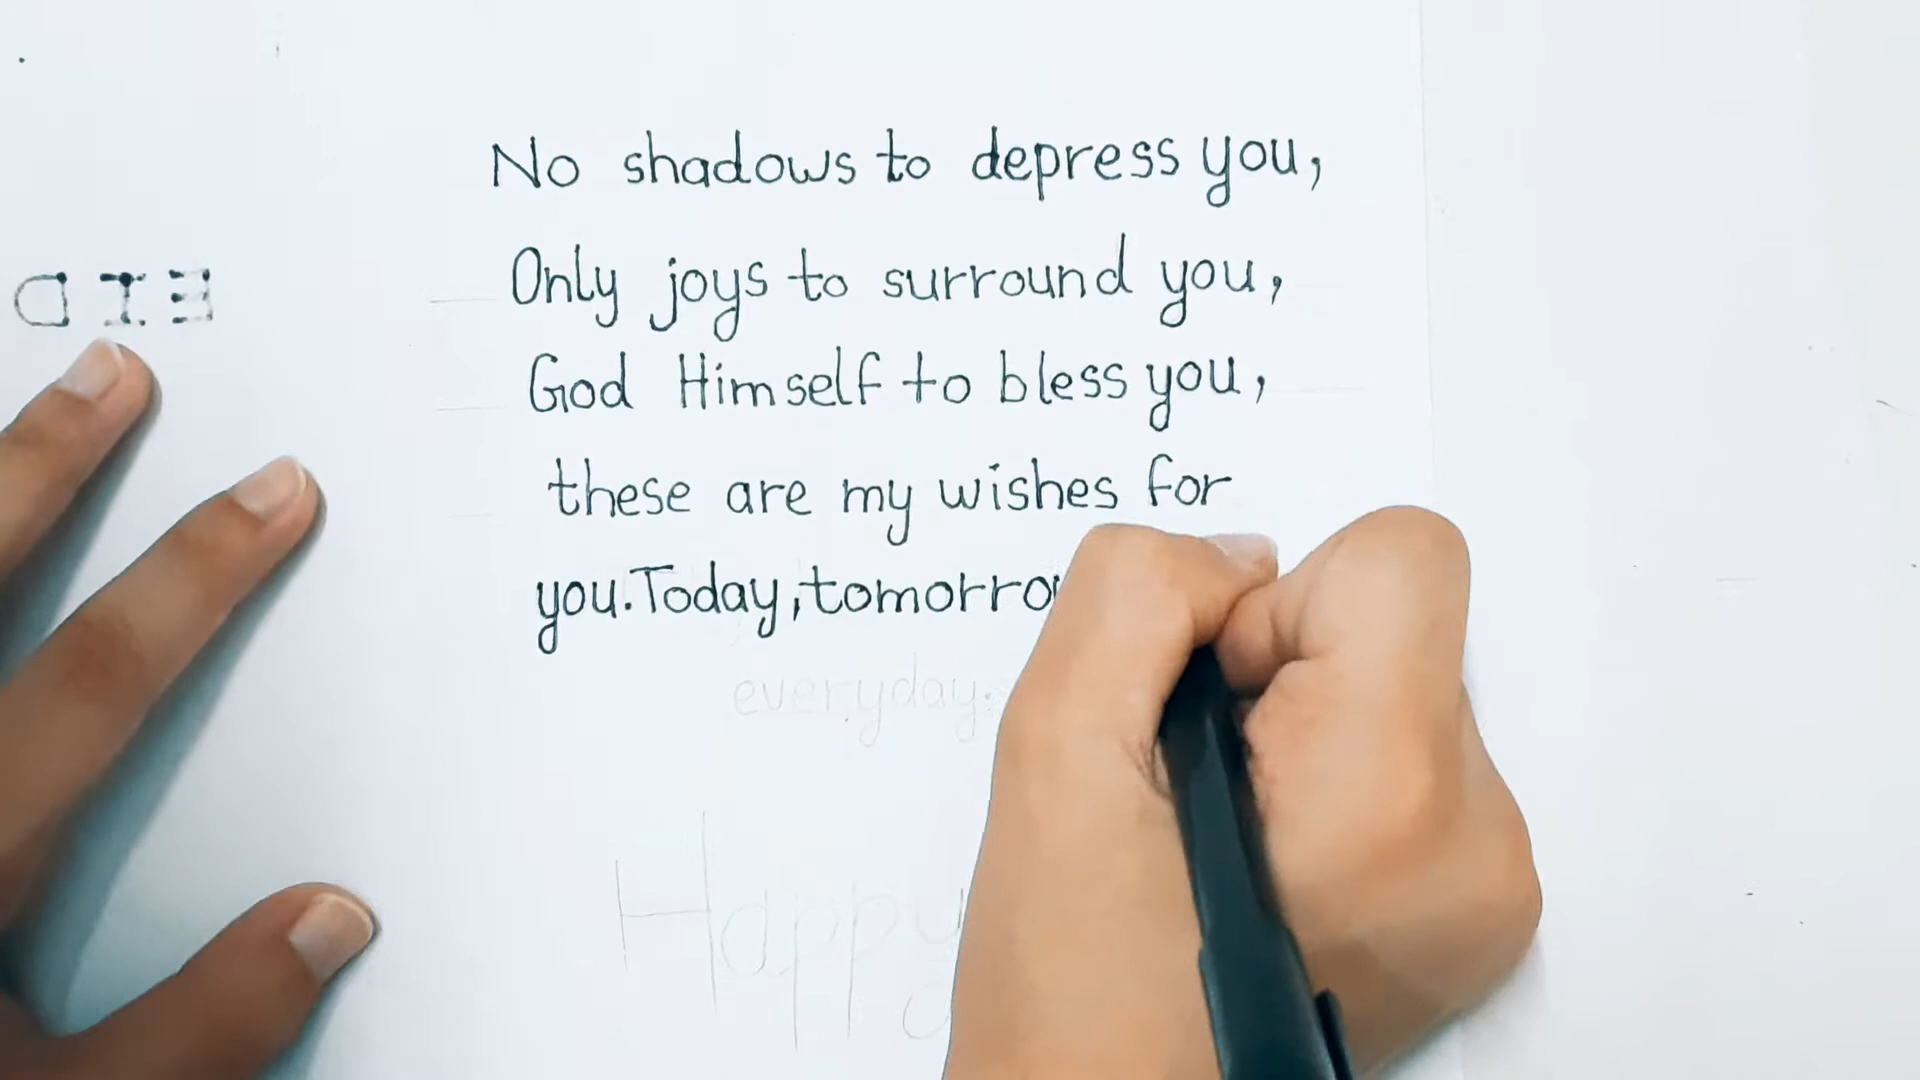 No shadows to depress you,
Only joys to surround you,
God Himself to bless you,
these are my wishes for
you. Today, tomorrow
everyday.
Happy